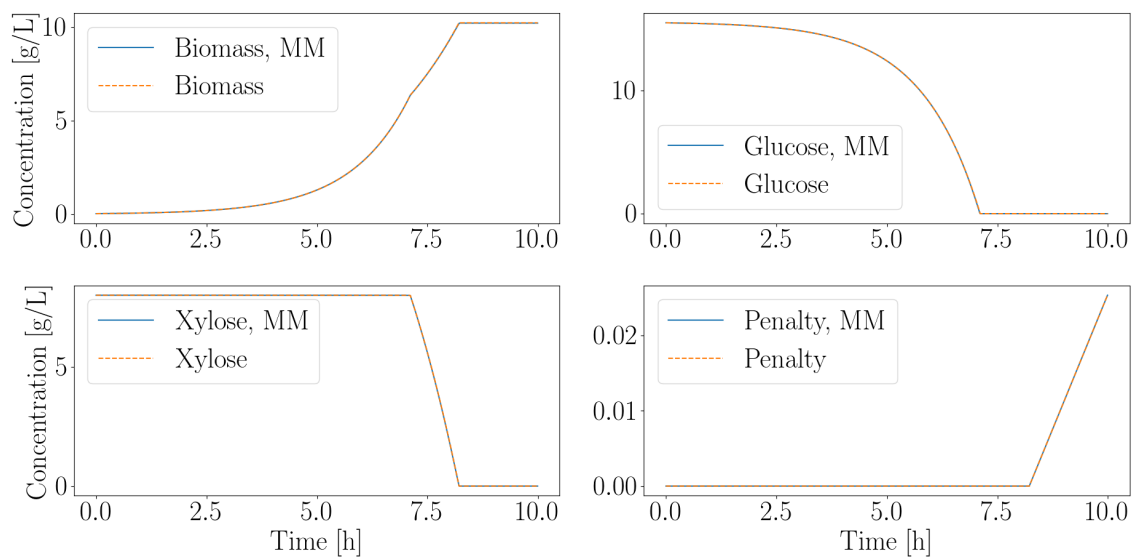 Concentration [g/L]
10
5
0
Biomass, MM
Biomass
0.0 2.5 5.0 7.5 10.0
10
0
Glucose, MM
Glucose
0.0 2.5 5.0 7.5 10.0
Concentration [g/L]
5
0
Xylose, MM
Xylose
0.0 2.5 5.0 7.5 10.0
Time [h]
0.02
0.01
0.00
Penalty, MM
Penalty
0.0 2.5 5.0 7.5 10.0
Time [h]